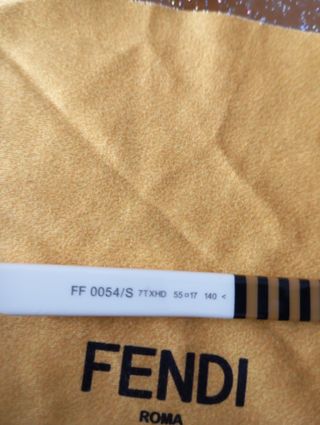 FF 0054/S 7TXHD 55□17 140 <
FENDI
ROMA